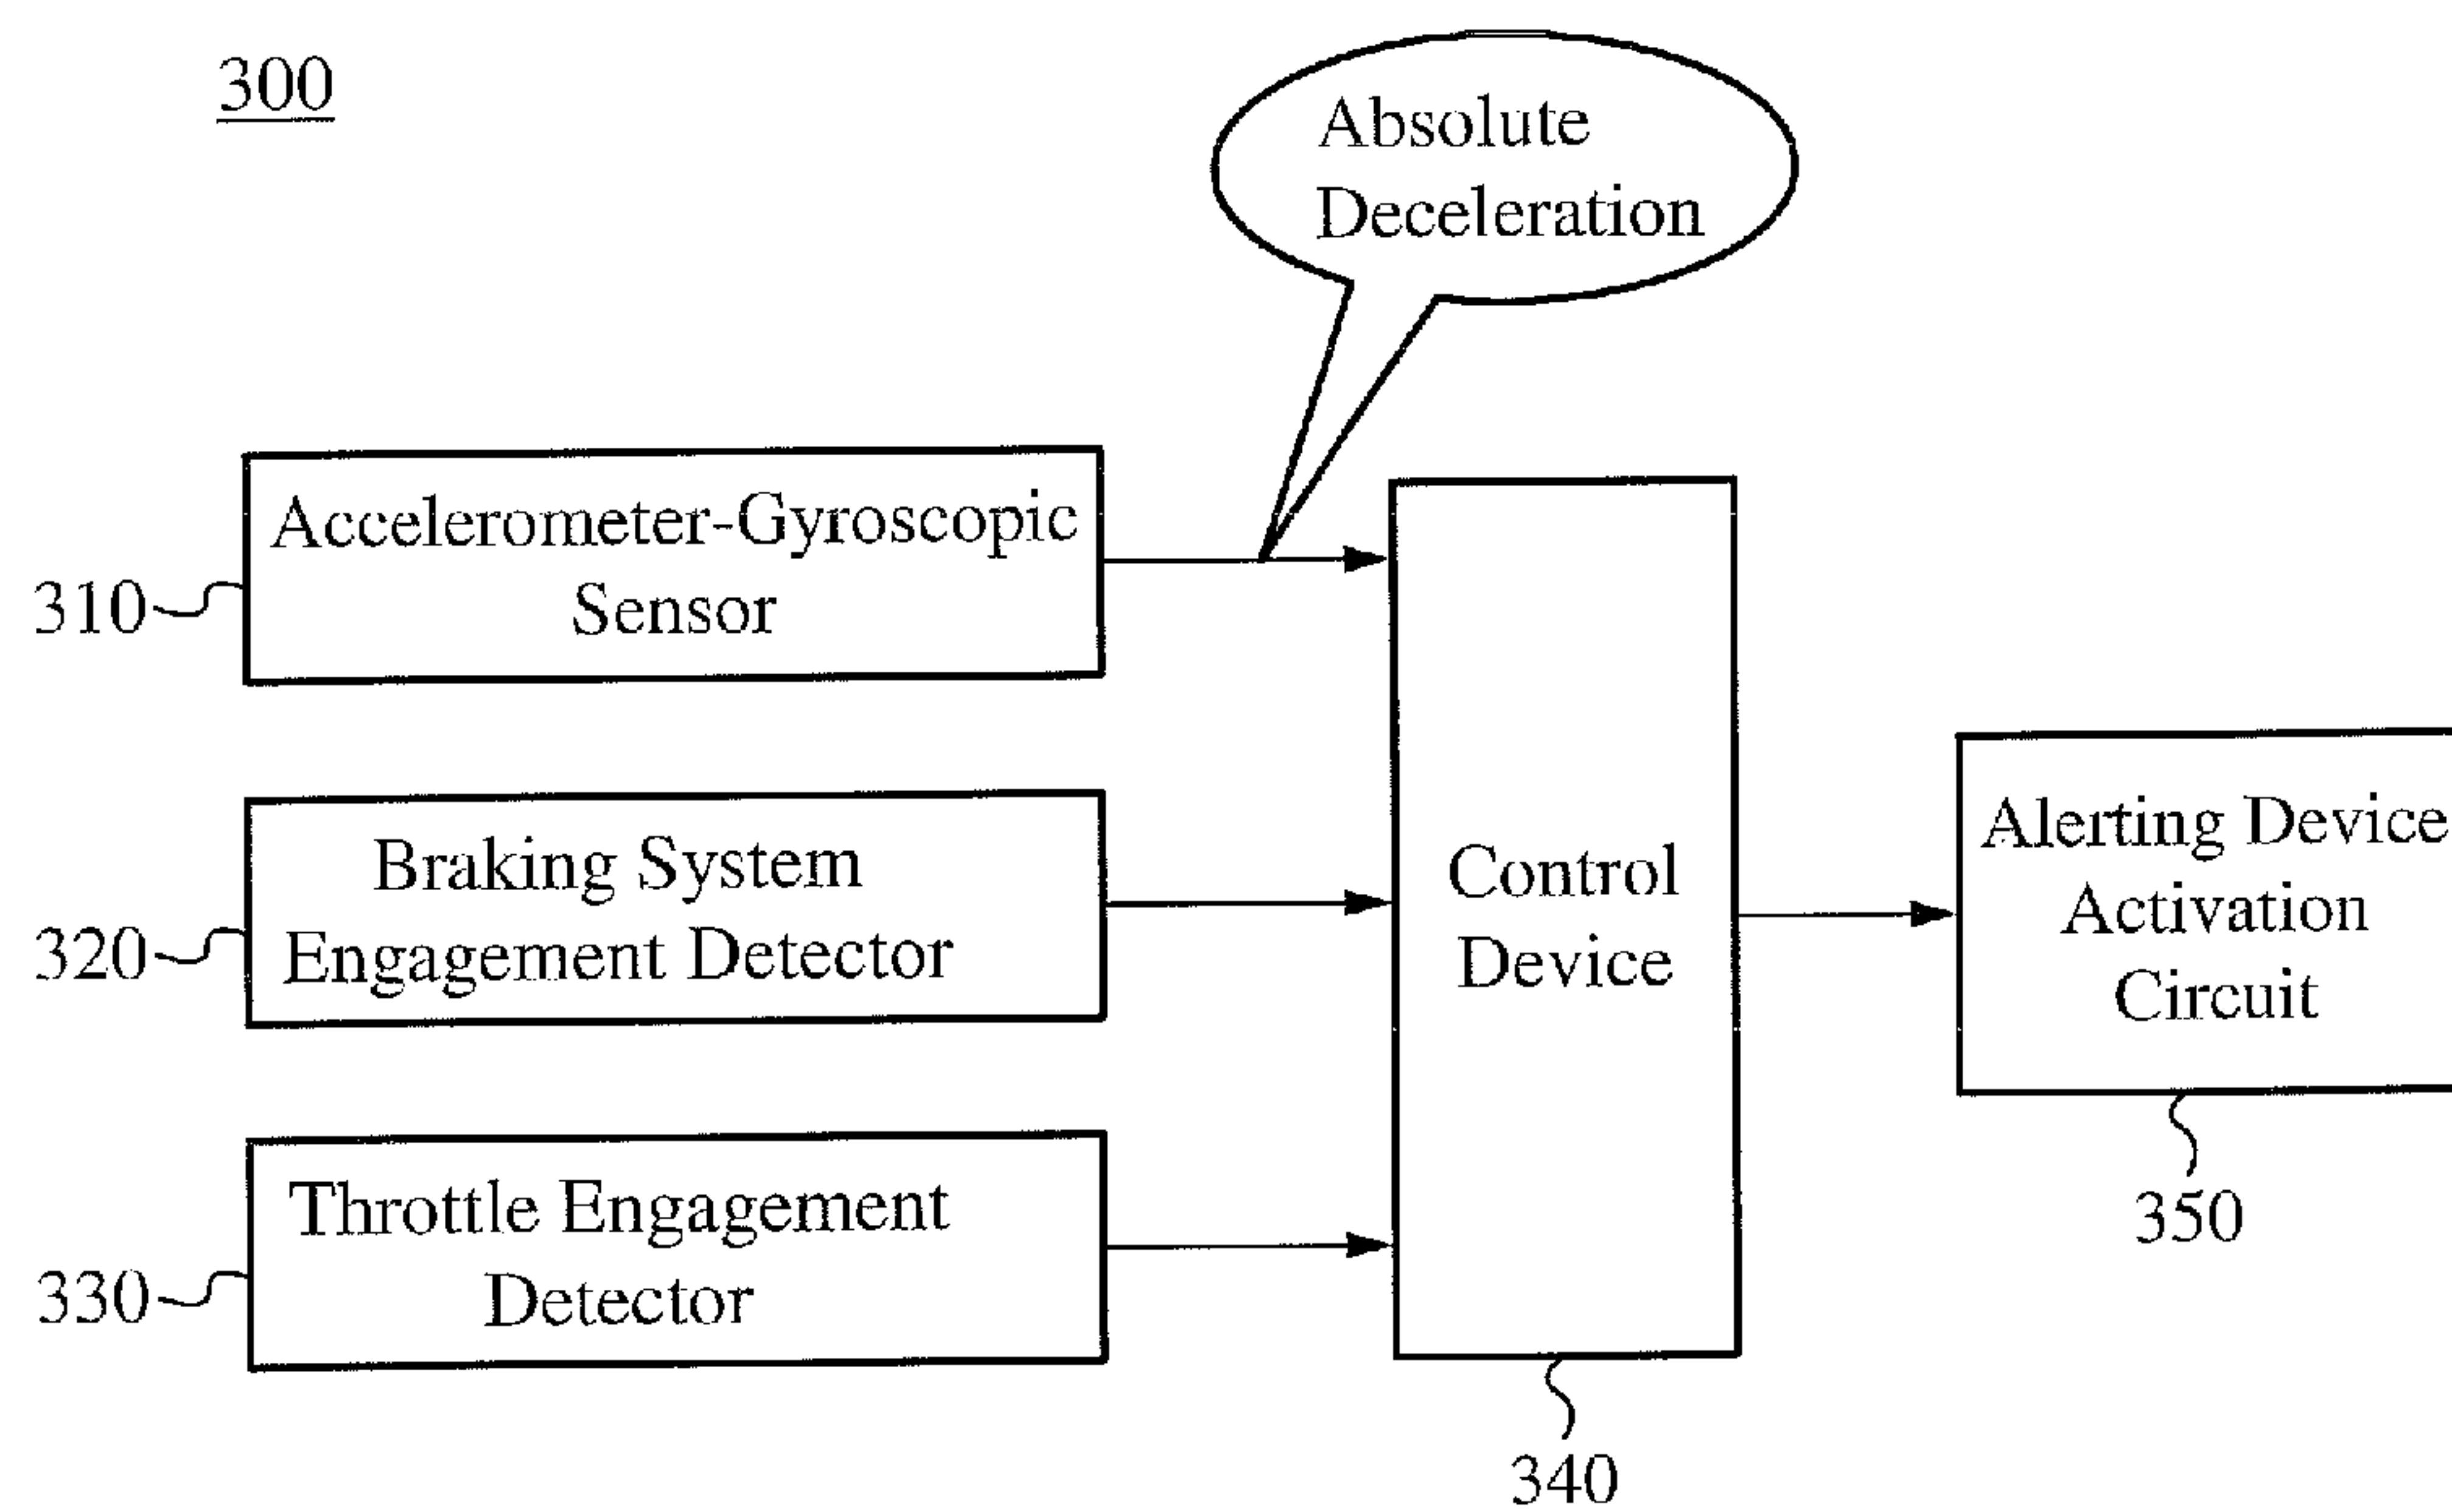 300
Absolute
Deceleration
Accelerometer-Gyroscopic
Sensor
310
Braking System
Engagement Detector
320
Throttle Engagement
Detector
330
Control
Device
340
Alerting Device
Activation
Circuit
350